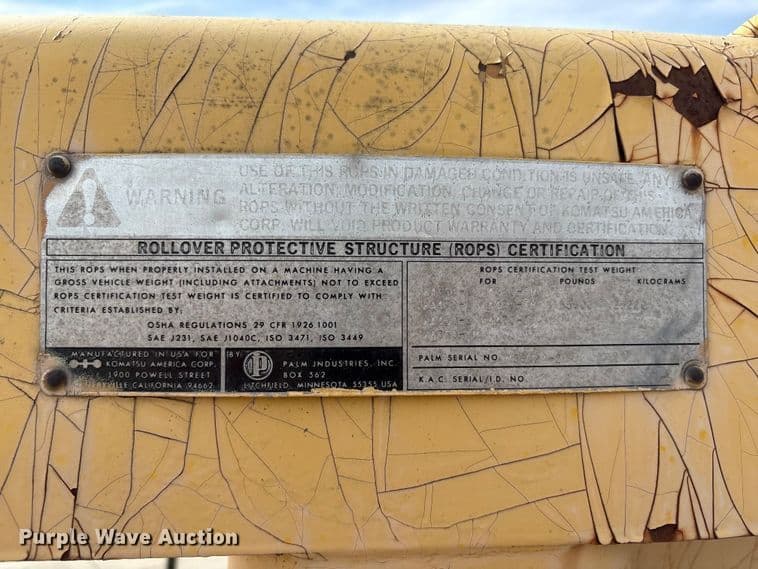 WARNING
USE OF THIS ROPS IN DAMAGED CONDITION IS UNSAFE. ANY
ALTERATION, MODIFICATION, CHANGE OR REPAIR OF THIS
ROPS WITHOUT THE WRITTEN CONSENT OF KOMATSU AMERICA
CORP. WILL VOID PRODUCT WARRANTY AND CERTIFICATION.
ROLLOVER PROTECTIVE STRUCTURE (ROPS) CERTIFICATION
THIS ROPS WHEN PROPERLY INSTALLED ON A MACHINE HAVING A
GROSS VEHICLE WEIGHT (INCLUDING ATTACHMENTS) NOT TO EXCEED
ROPS CERTIFICATION TEST WEIGHT IS CERTIFIED TO COMPLY WITH
CRITERIA ESTABLISHED BY:
OSHA REGULATIONS 29 CFR 1926.1001
SAE J231, SAE J1040C, ISO 3471, ISO 3449
ROPS CERTIFICATION TEST WEIGHT
FOR POUNDS KILOGRAMS
MANUFACTURED IN USA FOR
KOMATSU AMERICA CORP.
1900 POWELL STREET
CALIFORNIA 94662
BY
PALM INDUSTRIES, INC.
BOX 362
LITCHFIELD, MINNESOTA 55355 USA
PALM SERIAL NO.
K.A.C. SERIAL/I.D. NO.
Purple Wave Auction